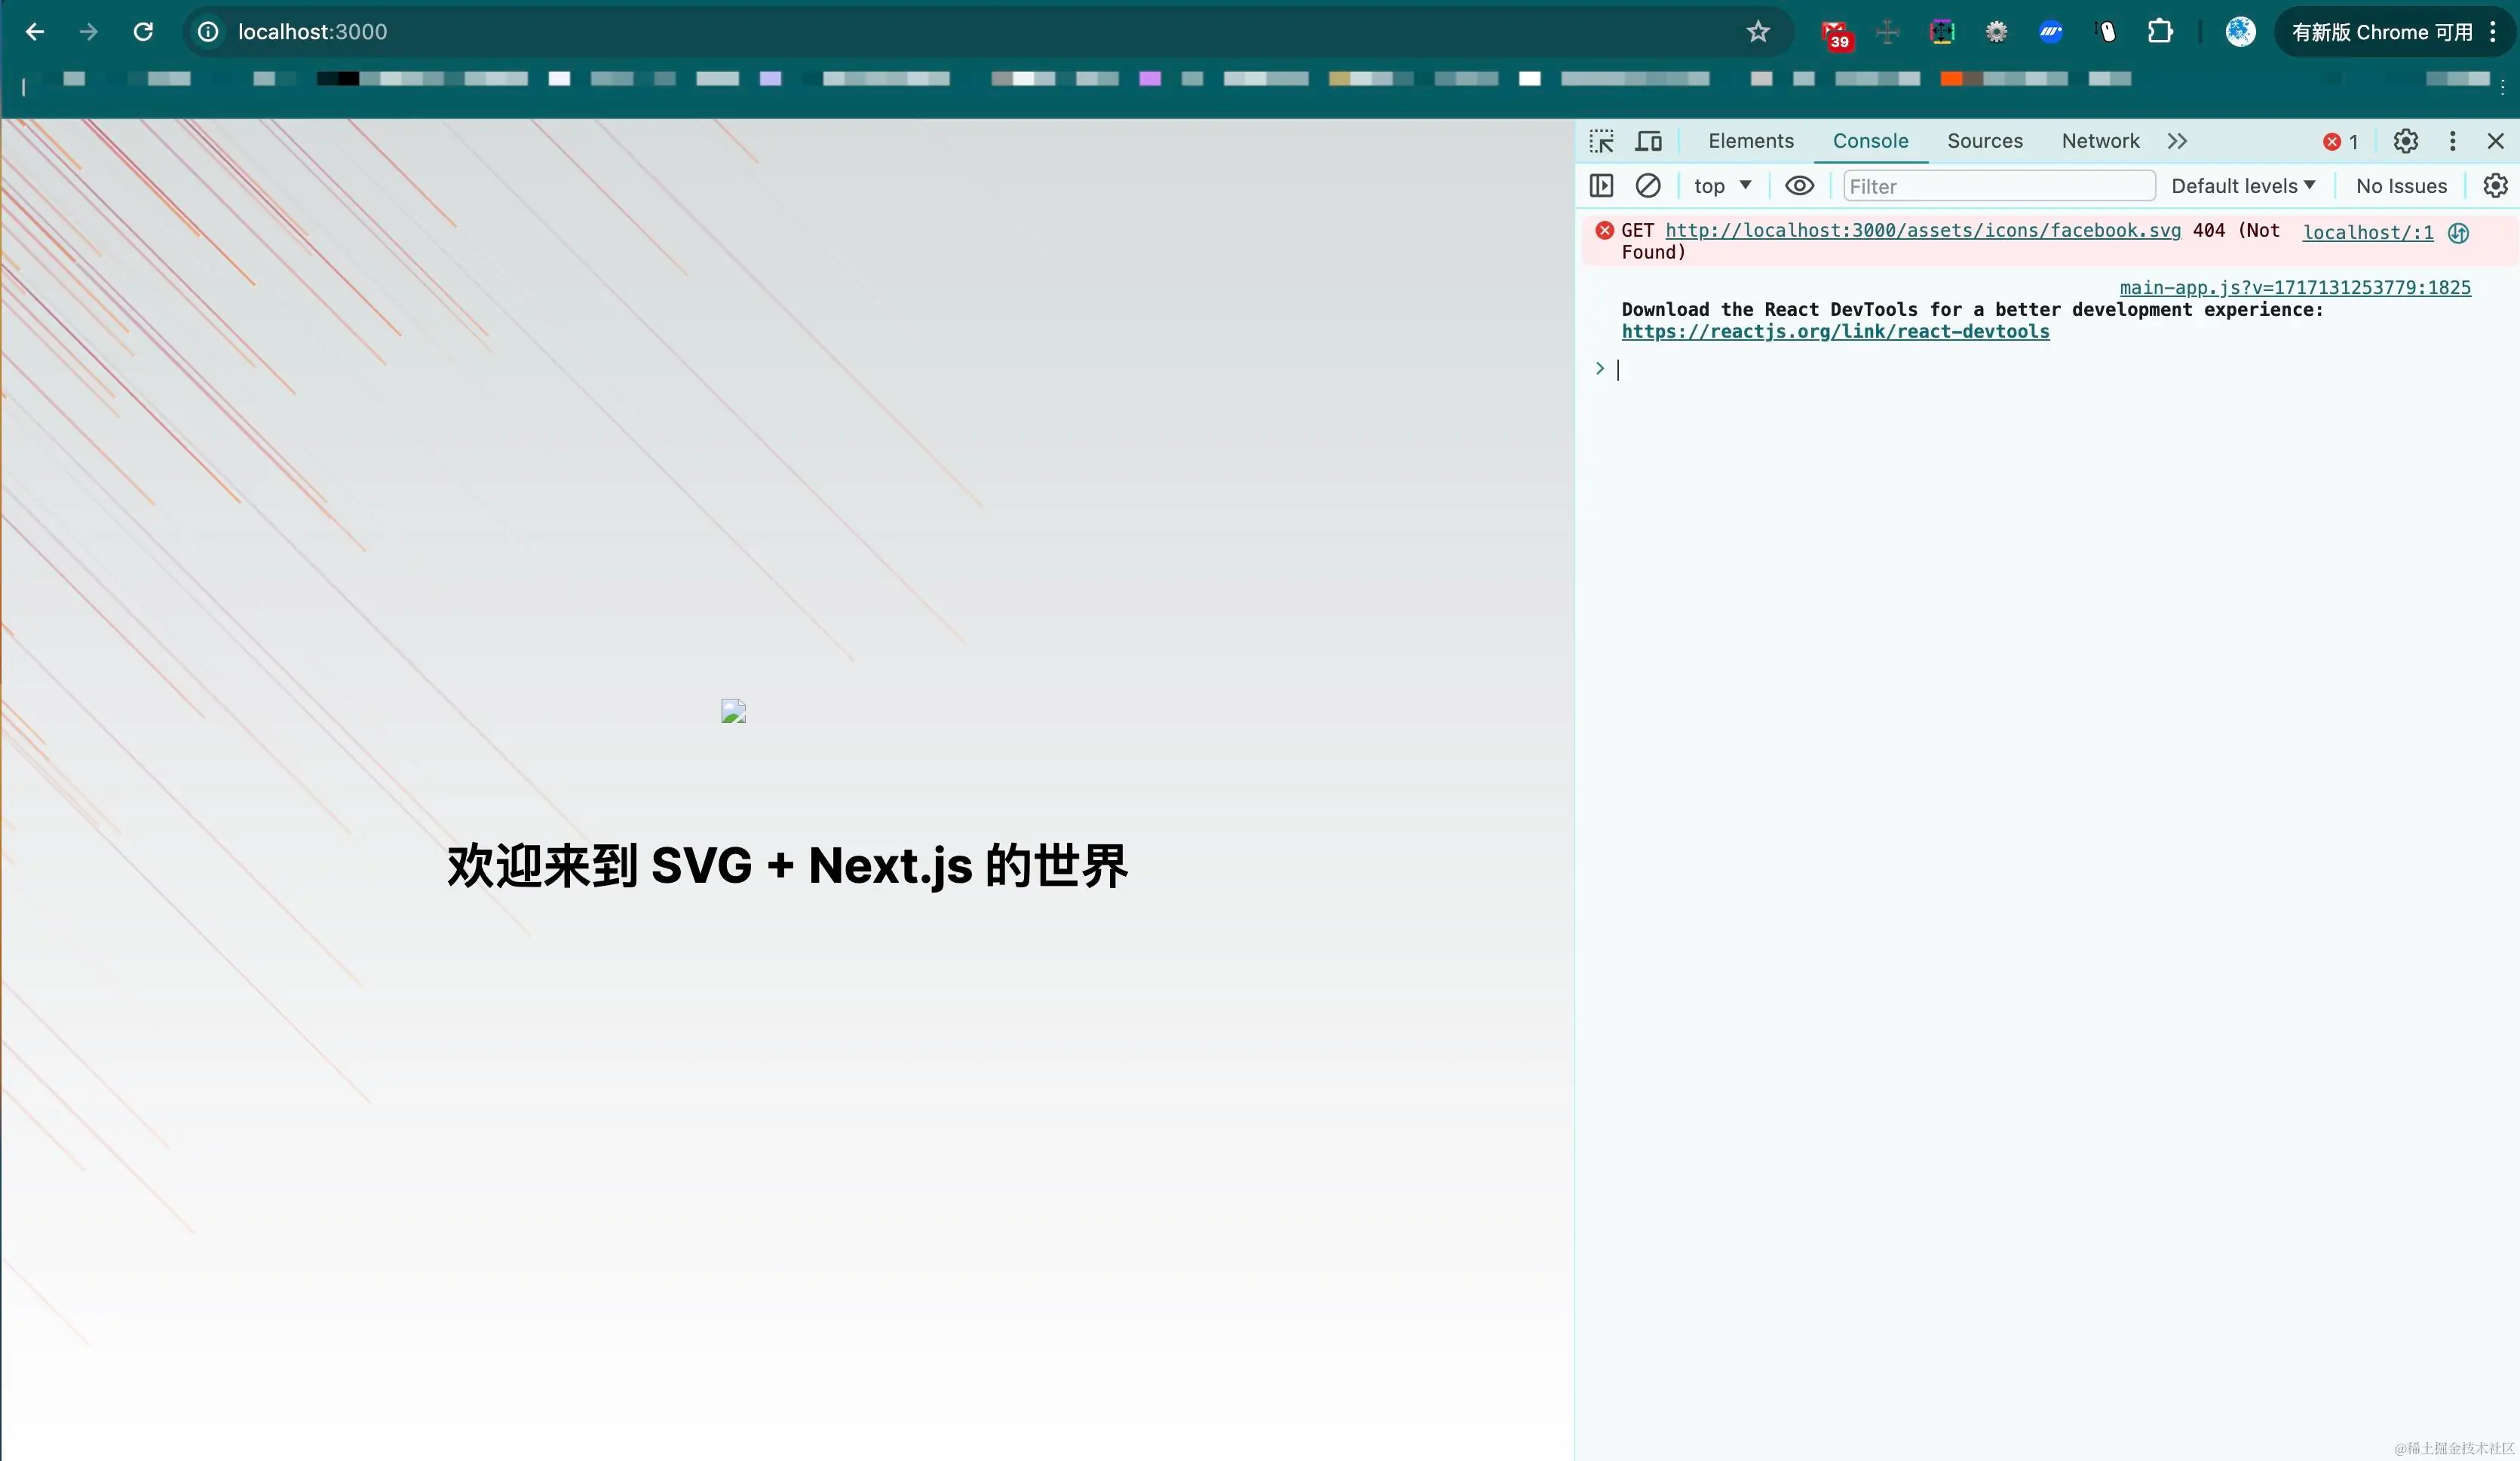 localhost:3000
39
有新版 Chrome 可用
Elements
Console
Sources
Network
1
top
Filter
Default levels
No Issues
GET http://localhost:3000/assets/icons/facebook.svg 404 (Not
Found)
localhost/:1
main-app.js?v=1717131253779:1825
Download the React DevTools for a better development experience:
https://reactjs.org/link/react-devtools
欢迎来到 SVG + Next.js 的世界
@稀土掘金技术社区